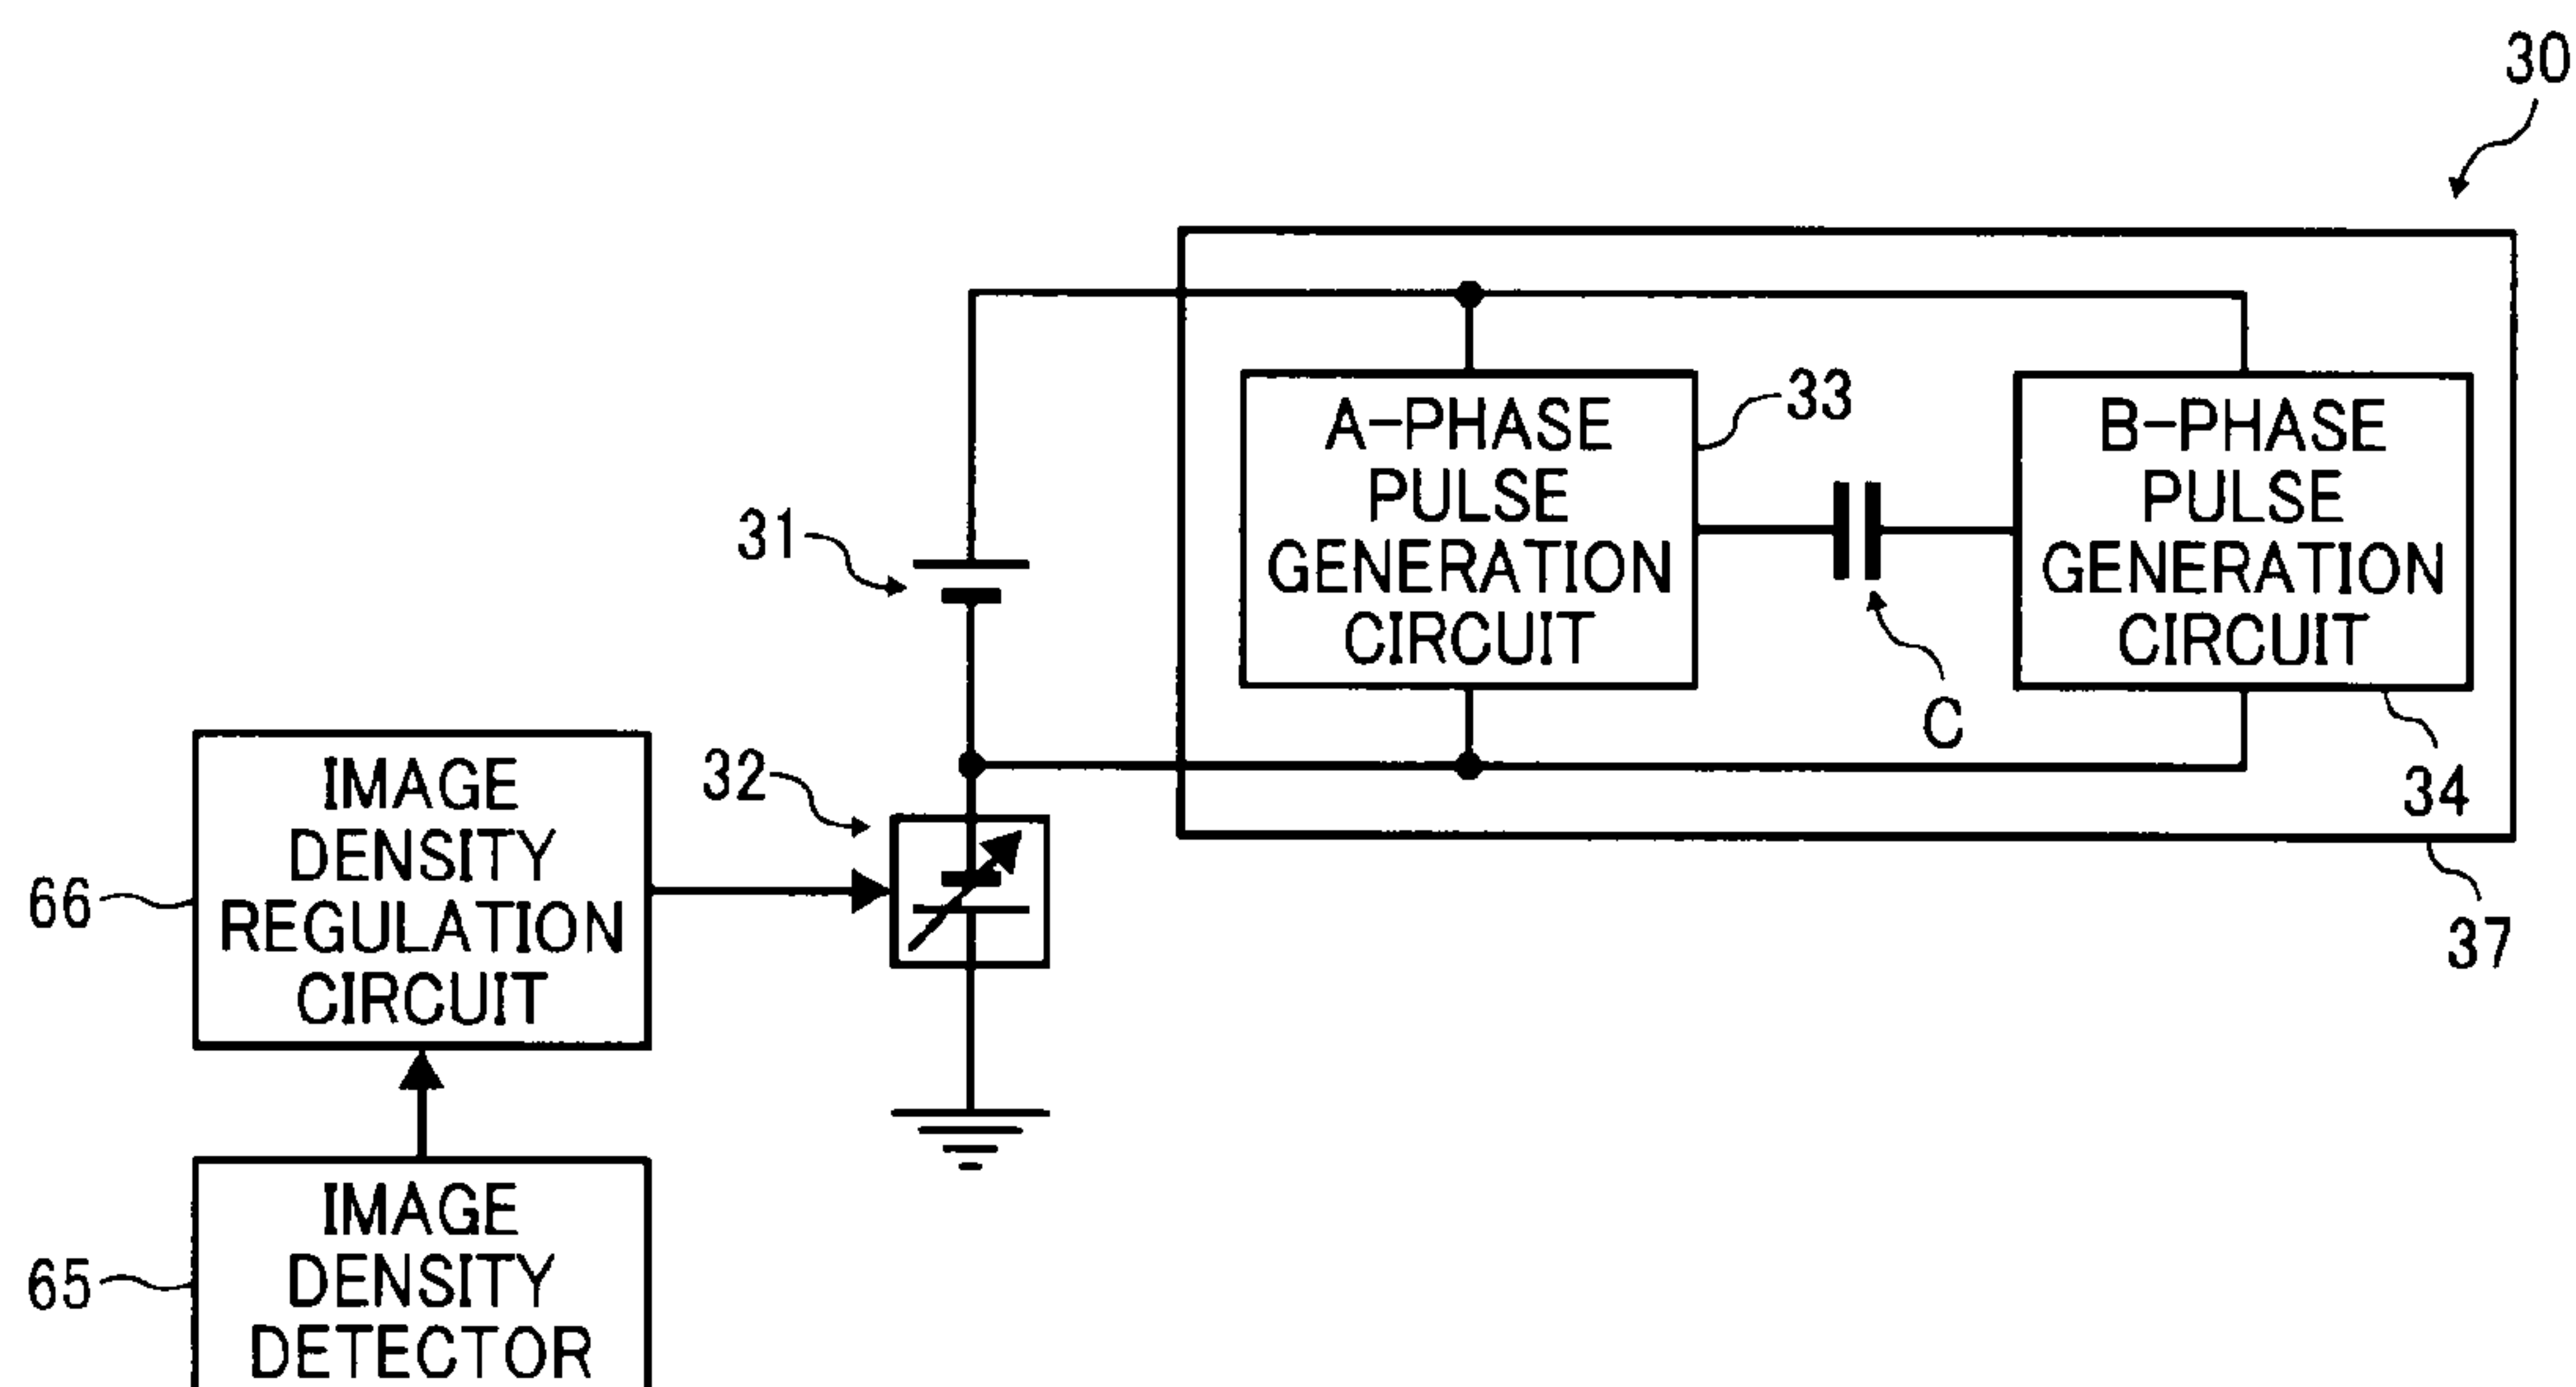 30
A-PHASE
PULSE
GENERATION
CIRCUIT
33
B-PHASE
PULSE
GENERATION
CIRCUIT
31
C
34
32
37
IMAGE
DENSITY
REGULATION
CIRCUIT
66
IMAGE
DENSITY
DETECTOR
65